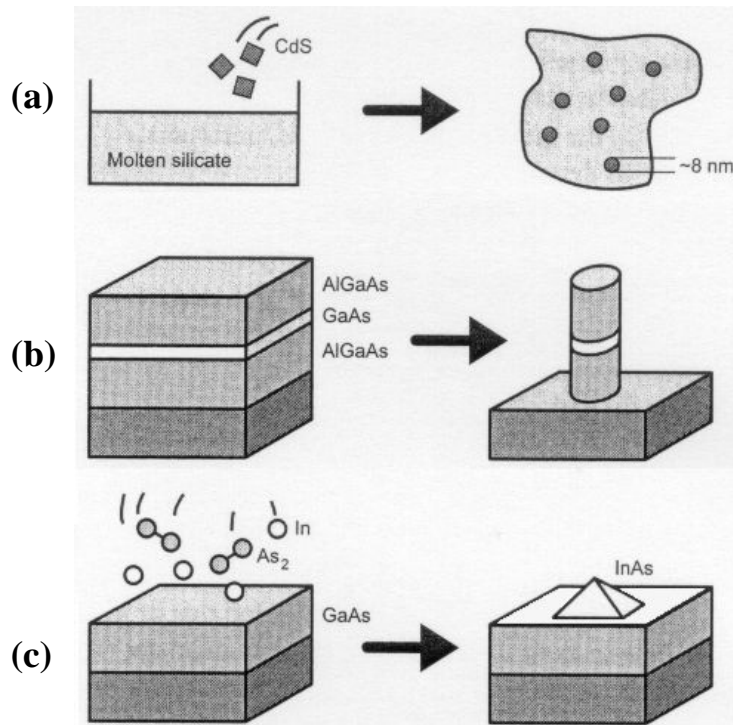 (a)
CdS
Molten silicate
~8 nm
(b)
AlGaAs
GaAs
AlGaAs
(c)
In
As2
GaAs
InAs